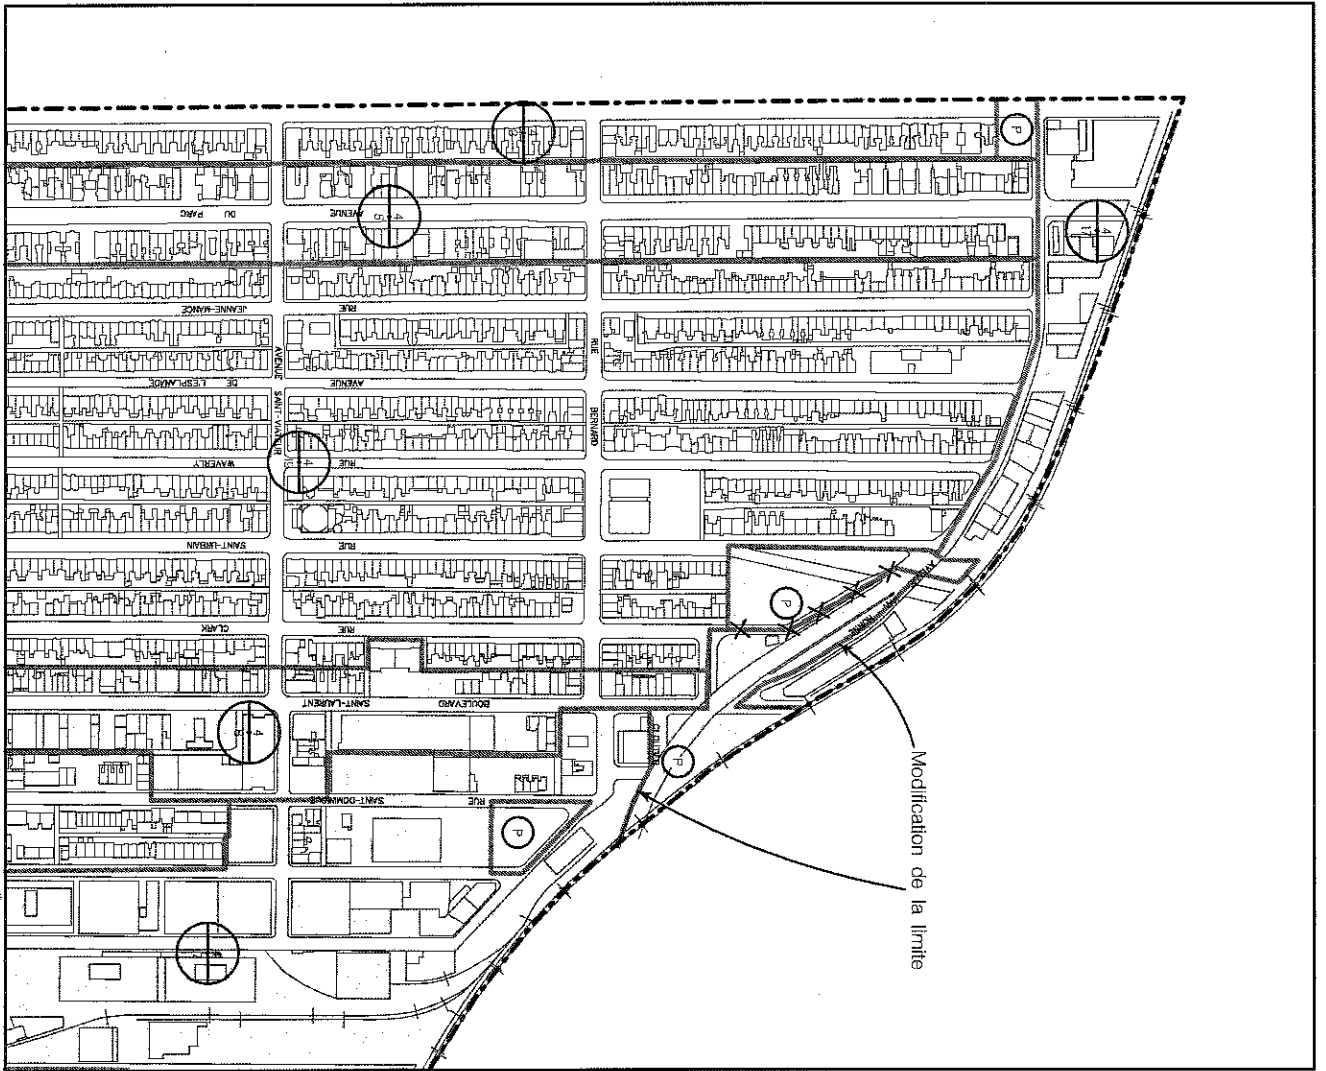 P
AVENUE DU PARC
RUE JEANNE-MANCE
AVENUE DE L'ESPLANADE
RUE WAVERLY
RUE SAINT-URBAIN
RUE CLARK
BOULEVARD SAINT-LAURENT
RUE SAINT-DOMINIQUE
AVENUE SAINT-VIATEUR
RUE BERNARD
P
P
P
Modification de la limite